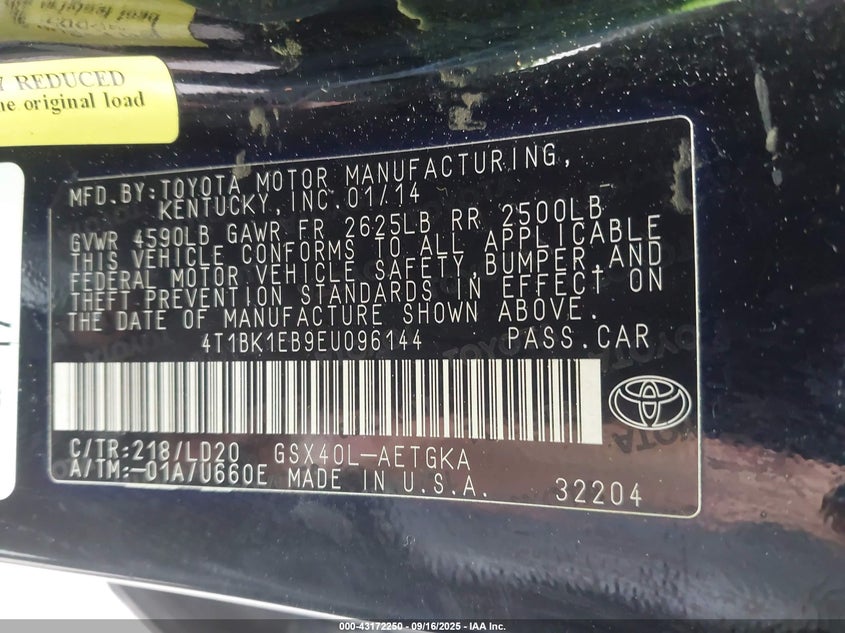 Y REDUCED
he original load
MFD.BY:TOYOTA MOTOR MANUFACTURING,
KENTUCKY,INC.01/14
GVWR 4590LB GAWR FR 2625LB RR 2500LB
THIS VEHICLE CONFORMS TO ALL APPLICABLE
FEDERAL MOTOR VEHICLE SAFETY,BUMPER,AND
THEFT PREVENTION STANDARDS IN EFFECT ON
THE DATE OF MANUFACTURE SHOWN ABOVE.
4T1BK1EB9EU096144 PASS.CAR
C/TR:218/LD20 GSX40L-AETGKA
A/TM:-01A/U660E MADE IN U.S.A. 32204
000-43172250 - 09/16/2025 - IAA Inc.